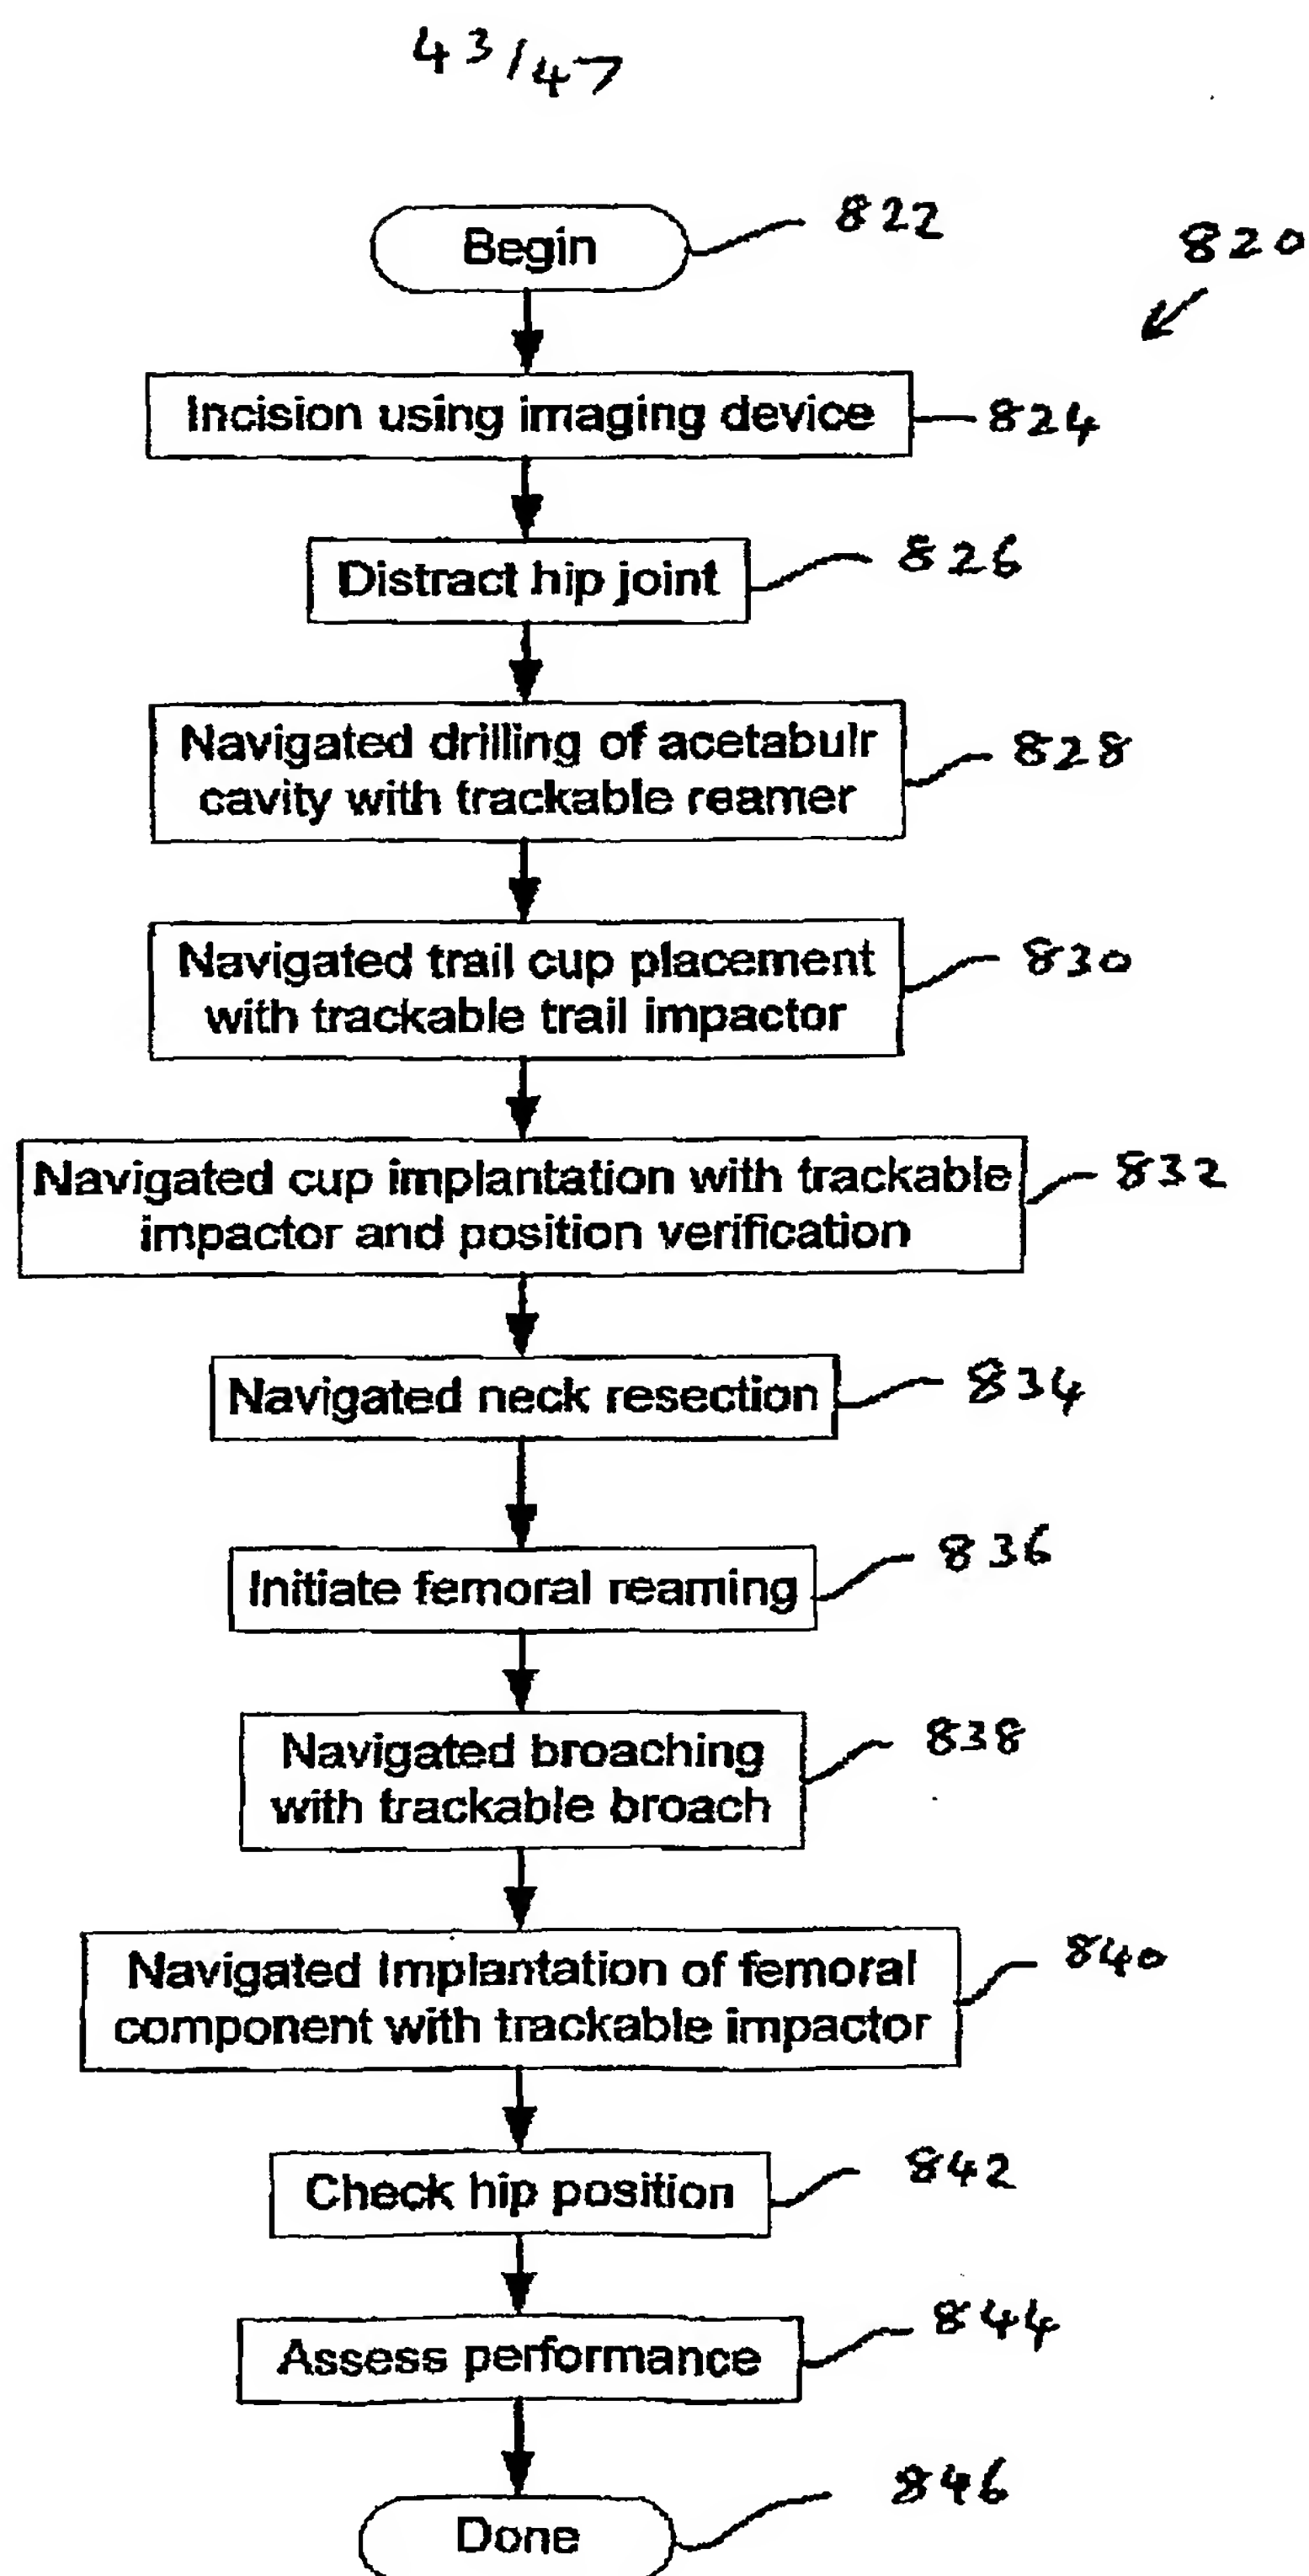 43/47
Begin
822
820
Incision using imaging device
824
Distract hip joint
826
Navigated drilling of acetabulr
cavity with trackable reamer
828
Navigated trail cup placement
with trackable trail impactor
830
Navigated cup implantation with trackable
impactor and position verification
832
Navigated neck resection
834
Initiate femoral reaming
836
Navigated broaching
with trackable broach
838
Navigated Implantation of femoral
component with trackable impactor
840
Check hip position
842
Assess performance
844
Done
846